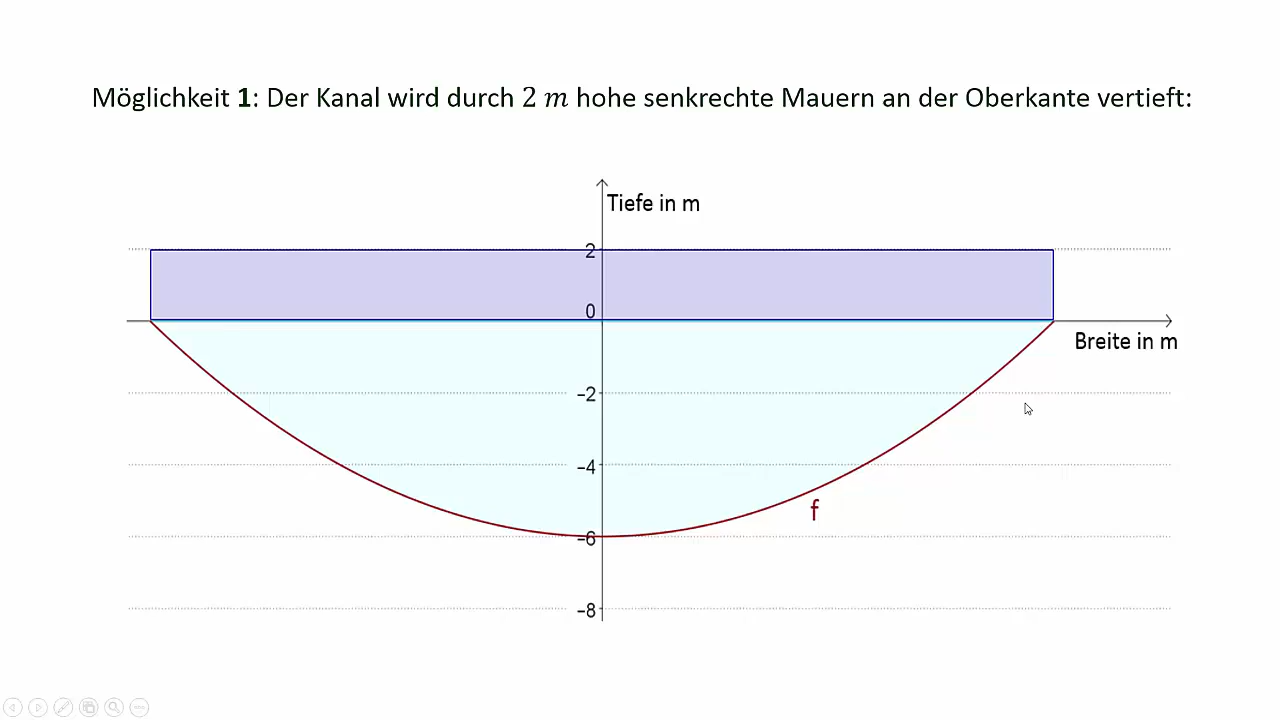 Möglichkeit 1: Der Kanal wird durch 2 m hohe senkrechte Mauern an der Oberkante vertieft:
Tiefe in m
2
0
Breite in m
−2
−4
f
−6
−8